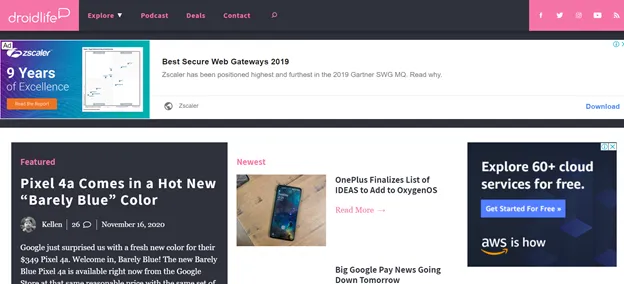 droidlife
Explore ▼ Podcast Deals Contact
Ad
zscaler
9 Years
of Excellence
Read the Report
Best Secure Web Gateways 2019
Zscaler has been positioned highest and furthest in the 2019 Gartner SWG MQ. Read why.
Zscaler
Download
Featured
Pixel 4a Comes in a Hot New
“Barely Blue” Color
Kellen | 26 | November 16, 2020
Google just surprised us with a fresh new color for their
$349 Pixel 4a. Welcome in, Barely Blue! The new Barely
Blue Pixel 4a is available right now from the Google
Store at that same reasonable price with the same set of
Newest
OnePlus Finalizes List of
IDEAS to Add to OxygenOS
Read More →
Big Google Pay News Going
Down Tomorrow
Explore 60+ cloud
services for free.
Get Started For Free »
aws is how